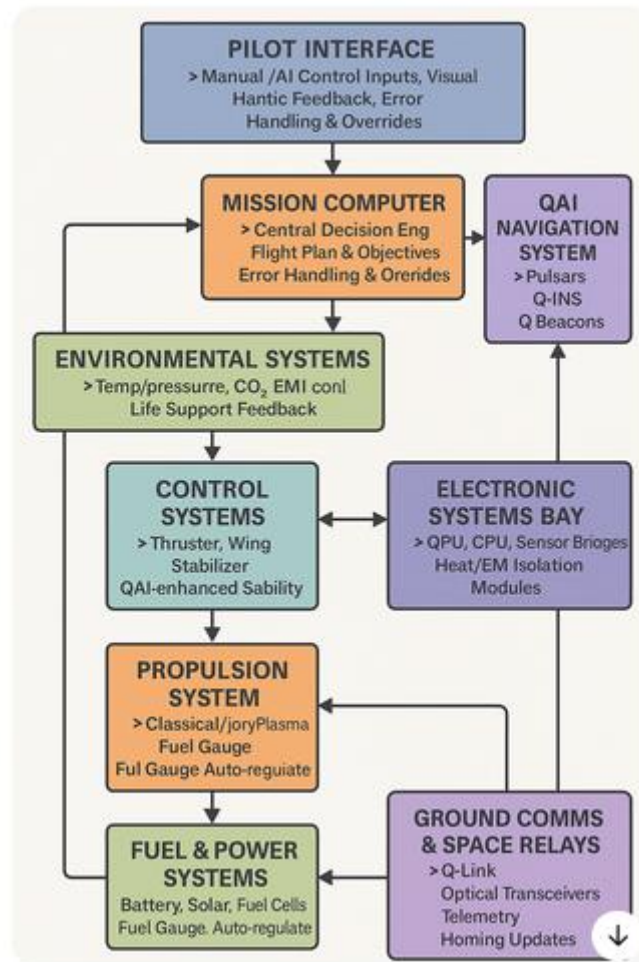 PILOT INTERFACE
> Manual /AI Control Inputs, Visual
Hantic Feedback, Error
Handling & Overrides
MISSION COMPUTER
> Central Decision Eng
Flight Plan & Objectives
Error Handling & Orerides
QAI
NAVIGATION
SYSTEM
> Pulsars
Q-INS
Q Beacons
ENVIRONMENTAL SYSTEMS
> Temp/pressurre, CO₂ EMI conl
Life Support Feedback
CONTROL
SYSTEMS
> Thruster, Wing
Stabilizer
QAI-enhanced Sability
ELECTRONIC
SYSTEMS BAY
> QPU, CPU, Sensor Brioges
Heat/EM Isolation
Modules
PROPULSION
SYSTEM
> Classical/joryPlasma
Fuel Gauge
Ful Gauge Auto-reguiate
GROUND COMMS
& SPACE RELAYS
> Q-Link
Optical Transceivers
Telemetry
Homing Updates
FUEL & POWER
SYSTEMS
Battery, Solar, Fuel Cells
Fuel Gauge. Auto-regulate